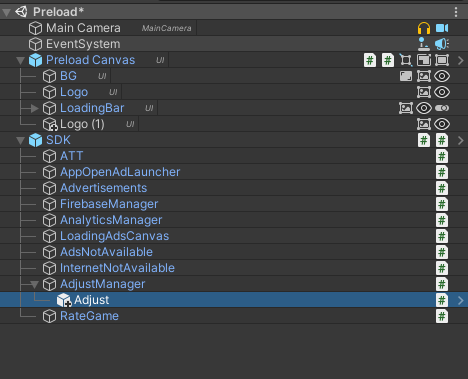 Preload*
Main Camera MainCamera
EventSystem
Preload Canvas UI # #
BG UI
Logo UI
LoadingBar UI
Logo (1) UI
SDK # #
ATT #
AppOpenAdLauncher #
Advertisements #
FirebaseManager #
AnalyticsManager #
LoadingAdsCanvas #
AdsNotAvailable #
InternetNotAvailable #
AdjustManager #
Adjust #
RateGame #